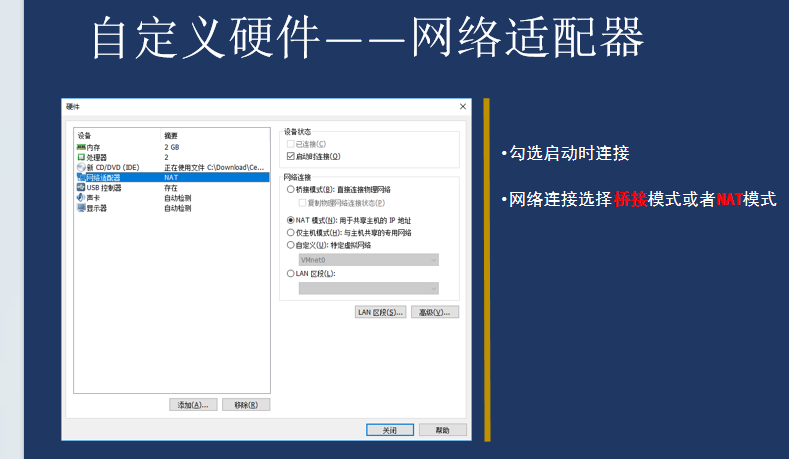 自定义硬件——网络适配器
硬件
设备 摘要
内存 2 GB
处理器 2
新 CD/DVD (IDE) 正在使用文件 C:\Download\Ce...
网络适配器 NAT
USB 控制器 存在
声卡 自动检测
显示器 自动检测
添加(A)... 移除(R)
设备状态
已连接(C)
启动时连接(O)
网络连接
桥接模式(B): 直接连接物理网络
复制物理网络连接状态(P)
NAT 模式(N): 用于共享主机的 IP 地址
仅主机模式(H): 与主机共享的专用网络
自定义(U): 特定虚拟网络
VMnet0
LAN 区段(L):
LAN 区段(S)... 高级(V)...
关闭 帮助
•勾选启动时连接
•网络连接选择桥接模式或者NAT模式